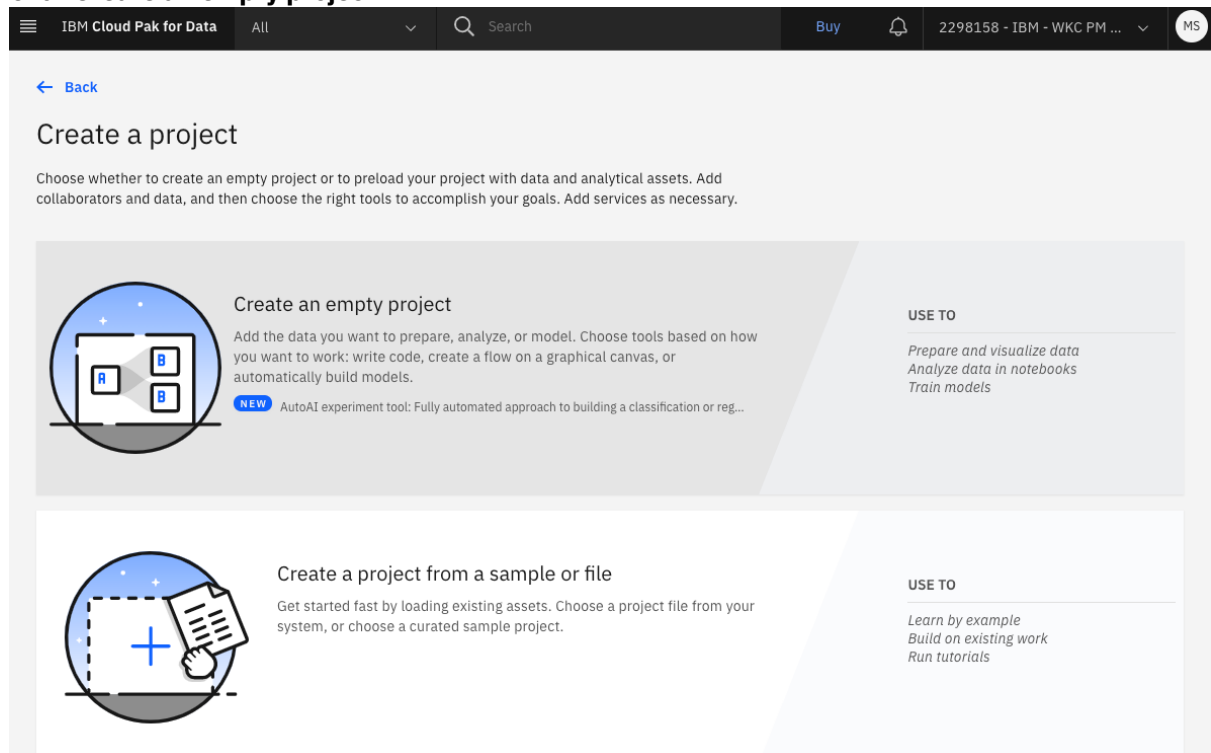 IBM Cloud Pak for Data All Search Buy 2298158 - IBM - WKC PM ... MS
Back
Create a project
Choose whether to create an empty project or to preload your project with data and analytical assets. Add
collaborators and data, and then choose the right tools to accomplish your goals. Add services as necessary.
Create an empty project
Add the data you want to prepare, analyze, or model. Choose tools based on how
you want to work: write code, create a flow on a graphical canvas, or
automatically build models.
NEW AutoAI experiment tool: Fully automated approach to building a classification or reg...
A
B
B
USE TO
Prepare and visualize data
Analyze data in notebooks
Train models
Create a project from a sample or file
Get started fast by loading existing assets. Choose a project file from your
system, or choose a curated sample project.
USE TO
Learn by example
Build on existing work
Run tutorials